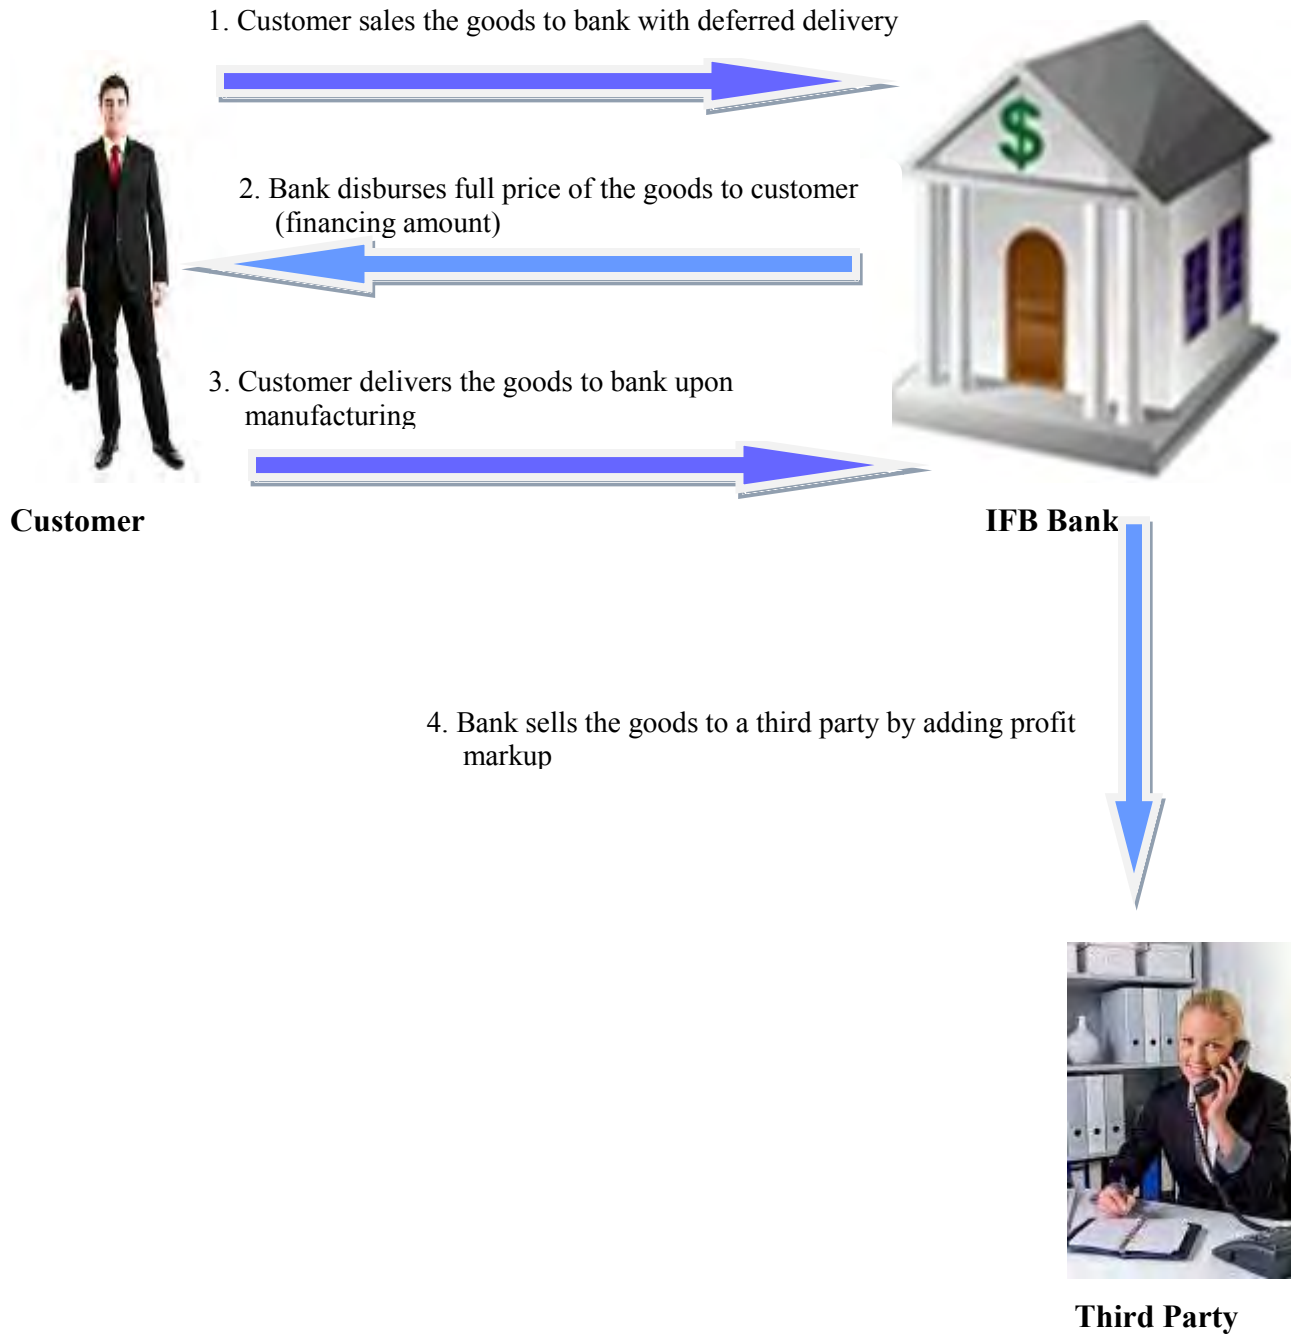 1. Customer sales the goods to bank with deferred delivery
$
2. Bank disburses full price of the goods to customer
(financing amount)
3. Customer delivers the goods to bank upon
manufacturing
Customer
IFB Bank
4. Bank sells the goods to a third party by adding profit
markup
Third Party